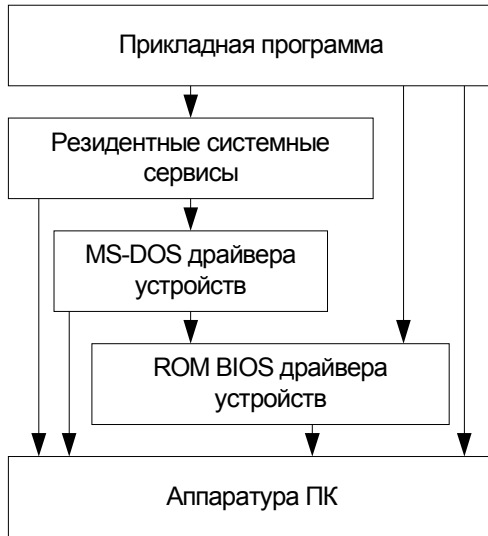 Прикладная программа
Резидентные системные
сервисы
MS-DOS драйвера
устройств
ROM BIOS драйвера
устройств
Аппаратура ПК